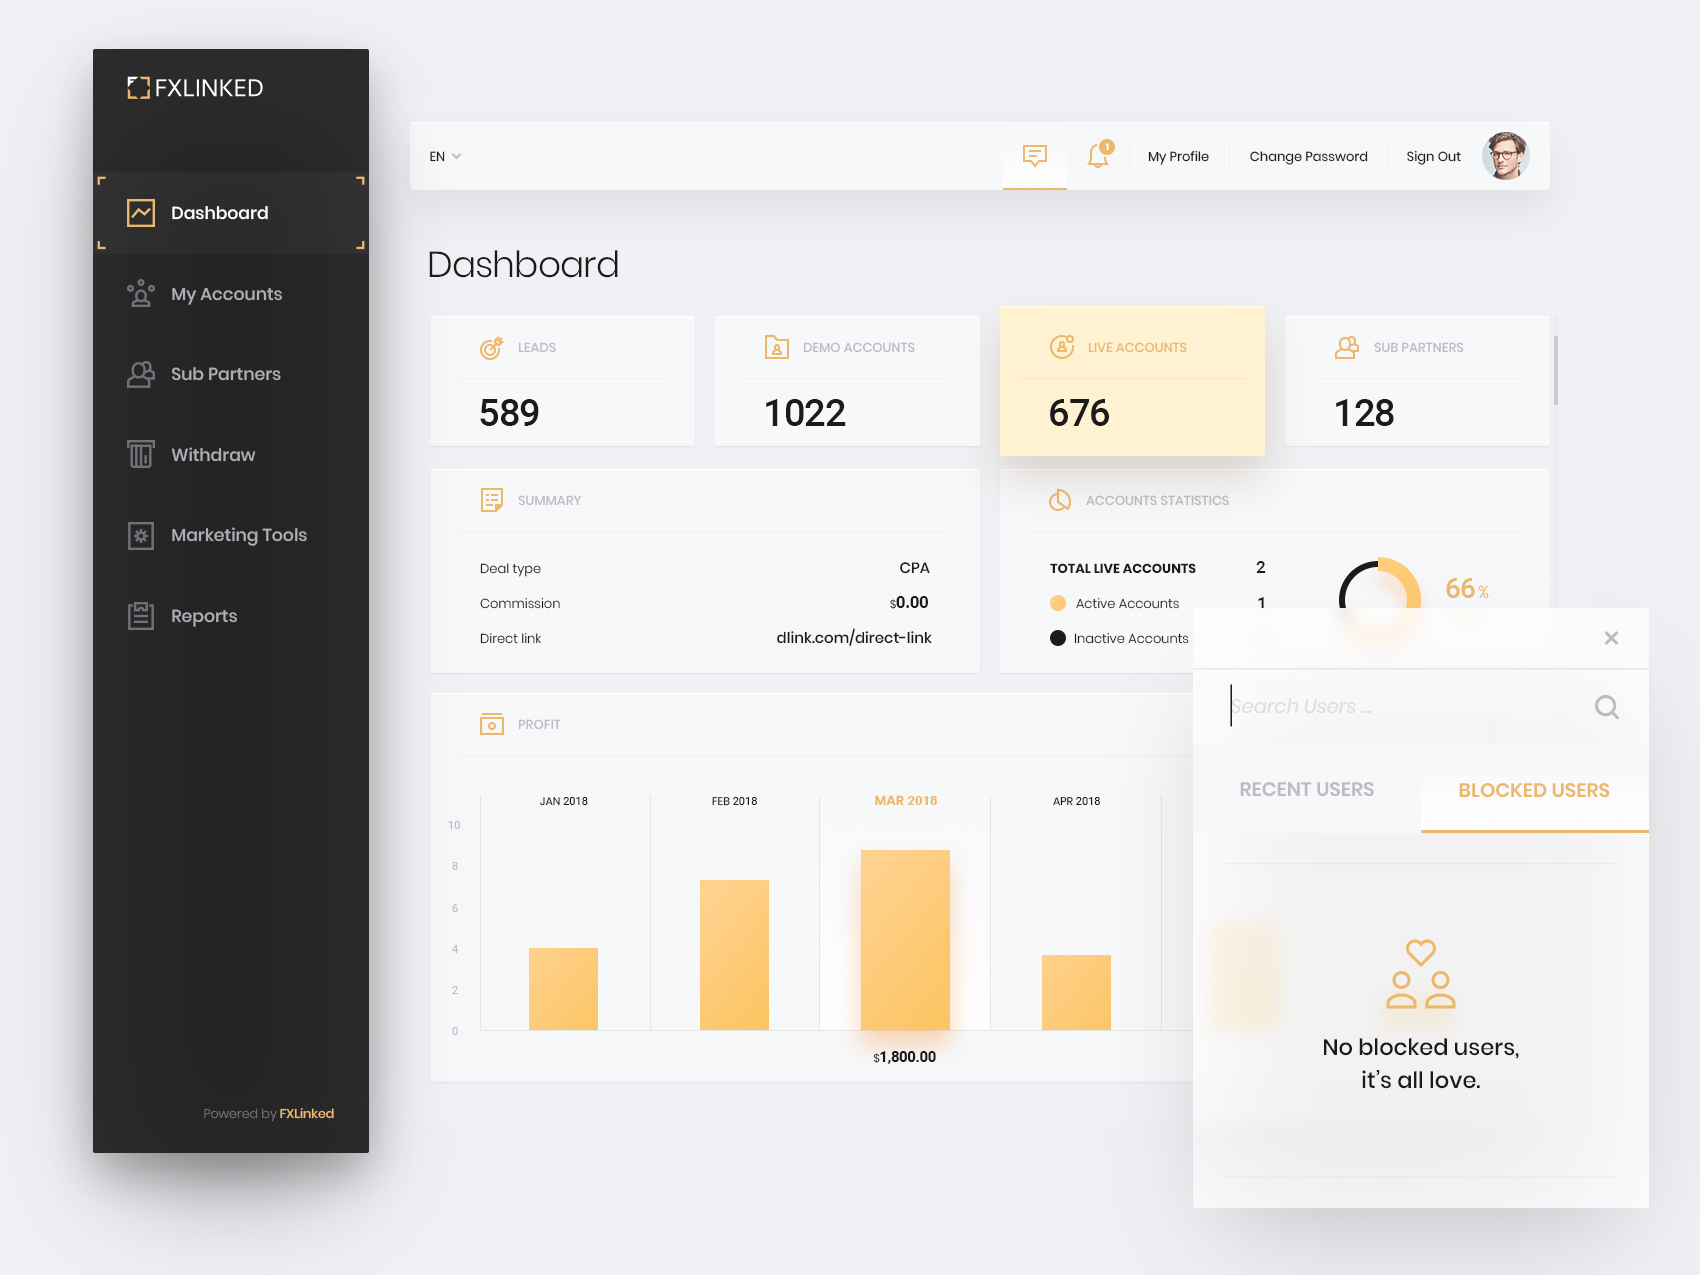 FXLINKED
Dashboard
My Accounts
Sub Partners
Withdraw
Marketing Tools
Reports
Powered by FXLinked
EN
1
My Profile
Change Password
Sign Out
Dashboard
LEADS
589
DEMO ACCOUNTS
1022
LIVE ACCOUNTS
676
SUB PARTNERS
128
SUMMARY
Deal type CPA
Commission $0.00
Direct link dlink.com/direct-link
ACCOUNTS STATISTICS
TOTAL LIVE ACCOUNTS 2
Active Accounts 1
Inactive Accounts
66%
PROFIT
JAN 2018 FEB 2018 MAR 2018 APR 2018
10
8
6
4
2
0
$1,800.00
Search Users ...
RECENT USERS
BLOCKED USERS
No blocked users,
it's all love.